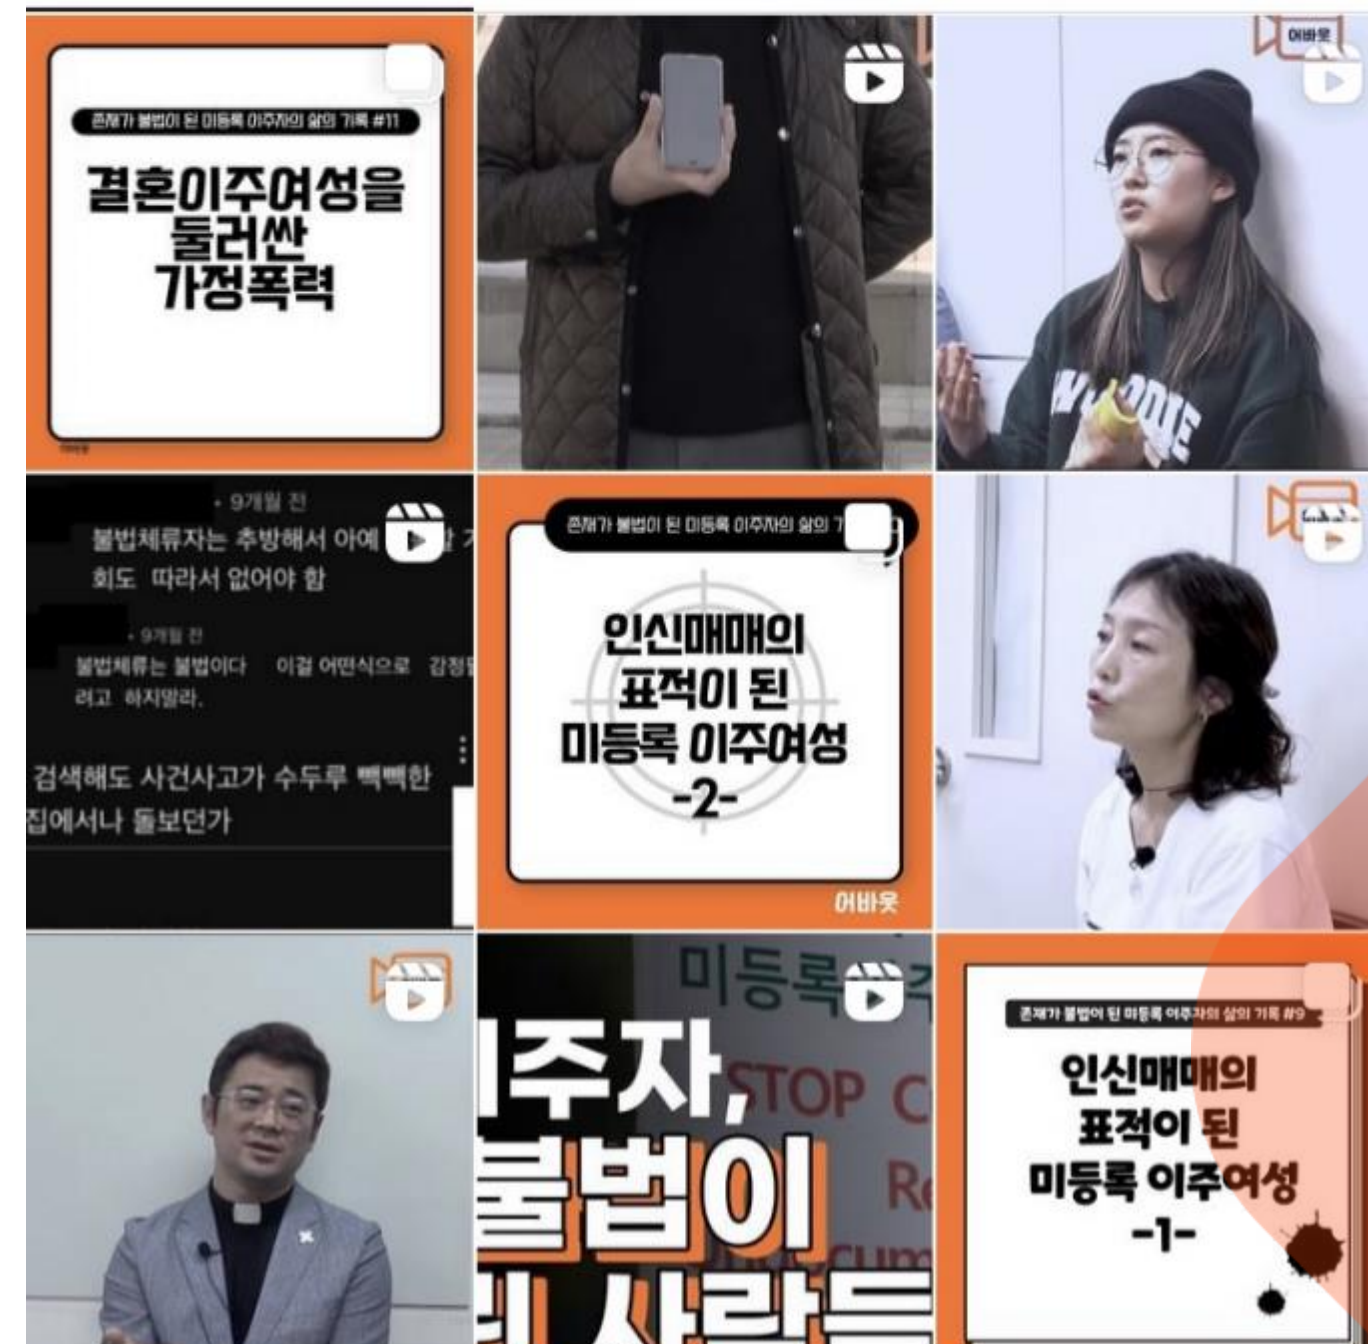 존재가 불법이 된 미등록 이주자의 삶의 기록 #11
결혼이주여성을
둘러싼
가정폭력
어바웃
WOODIE
• 9개월 전
불법체류자는 추방해서 아예
회도 따라서 없어야 함
• 9개월 전
불법체류는 불법이다 이걸 어떤식으로
려고 하지말라.
검색해도 사건사고가 수두룩 빽빽한
집에서나 돌보던가
존재가 불법이 된 미등록 이주자의 삶의
인신매매의
표적이 된
미등록 이주여성
-2-
어바웃
미등록
STOP
이주자,
불법이
사람들
존재가 불법이 된 미등록 이주자의 삶의 기록 #9
인신매매의
표적이 된
미등록 이주여성
-1-